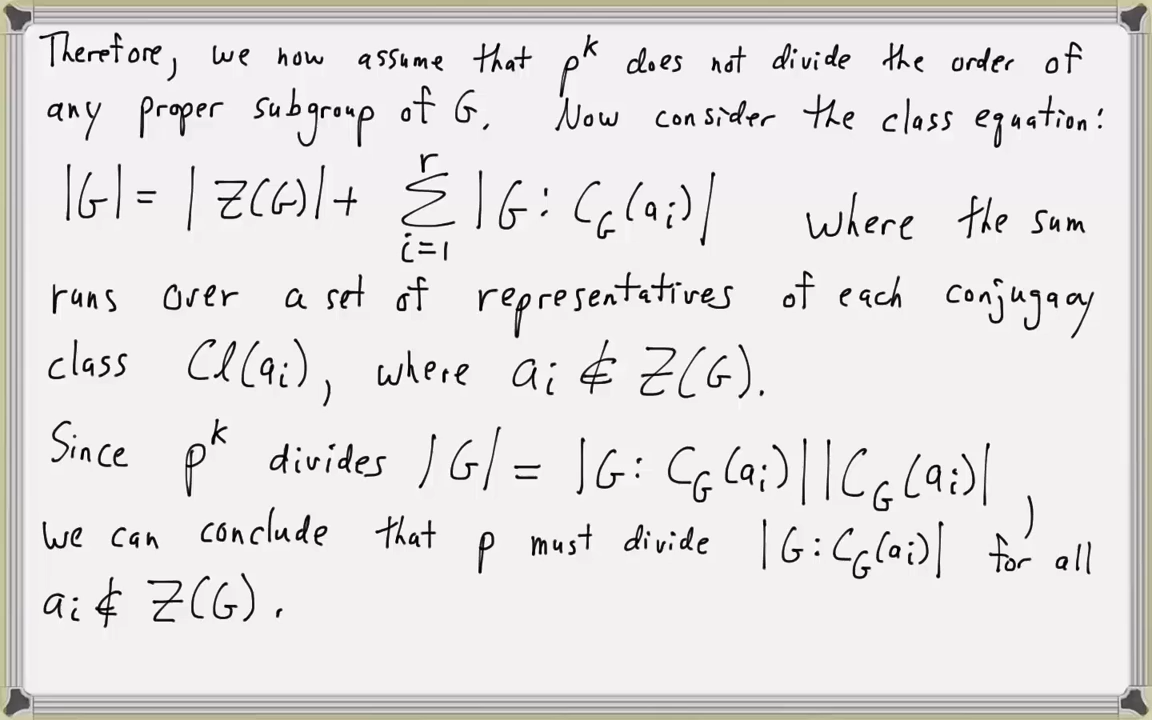 Therefore, we now assume that p^k does not divide the order of
any proper subgroup of G. Now consider the class equation:
|G| = |Z(G)| + ∑_{i=1}^{r} |G : C_G(a_i)| where the sum
runs over a set of representatives of each conjugacy
class Cl(a_i), where a_i ∉ Z(G).
Since p^k divides |G| = |G : C_G(a_i)||C_G(a_i)|,
we can conclude that p must divide |G : C_G(a_i)| for all
a_i ∉ Z(G).